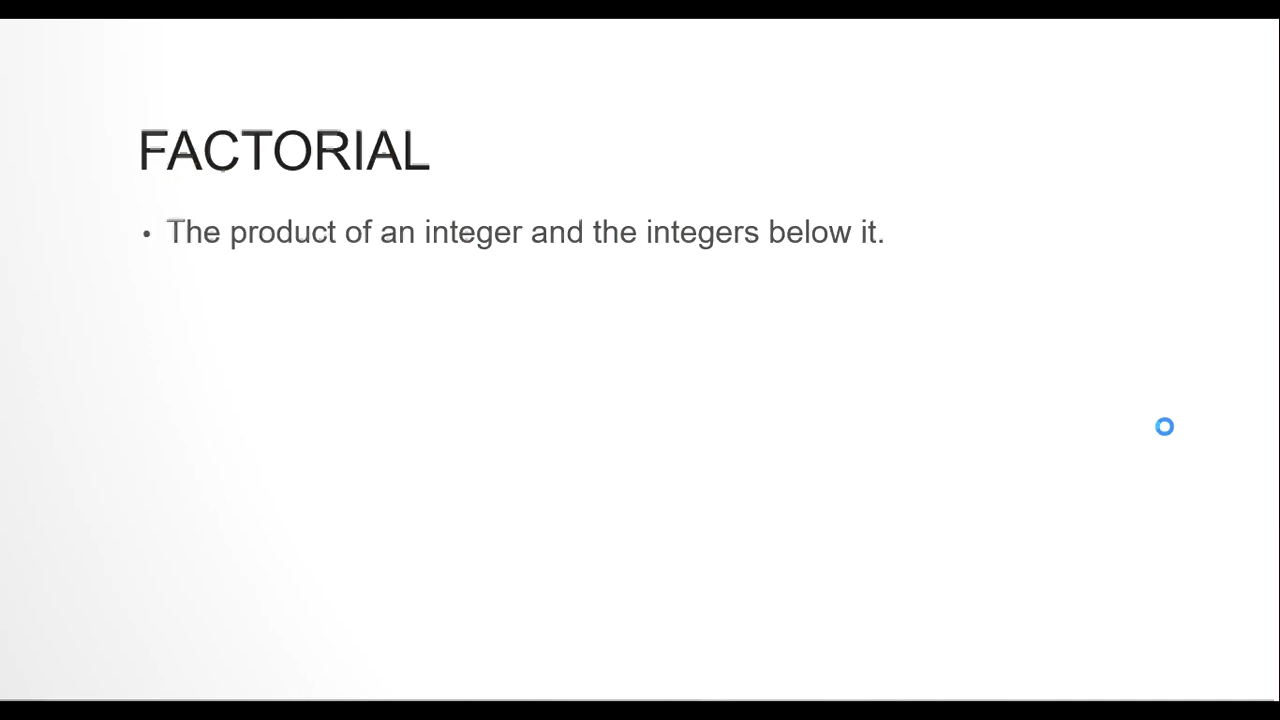 FACTORIAL
• The product of an integer and the integers below it.